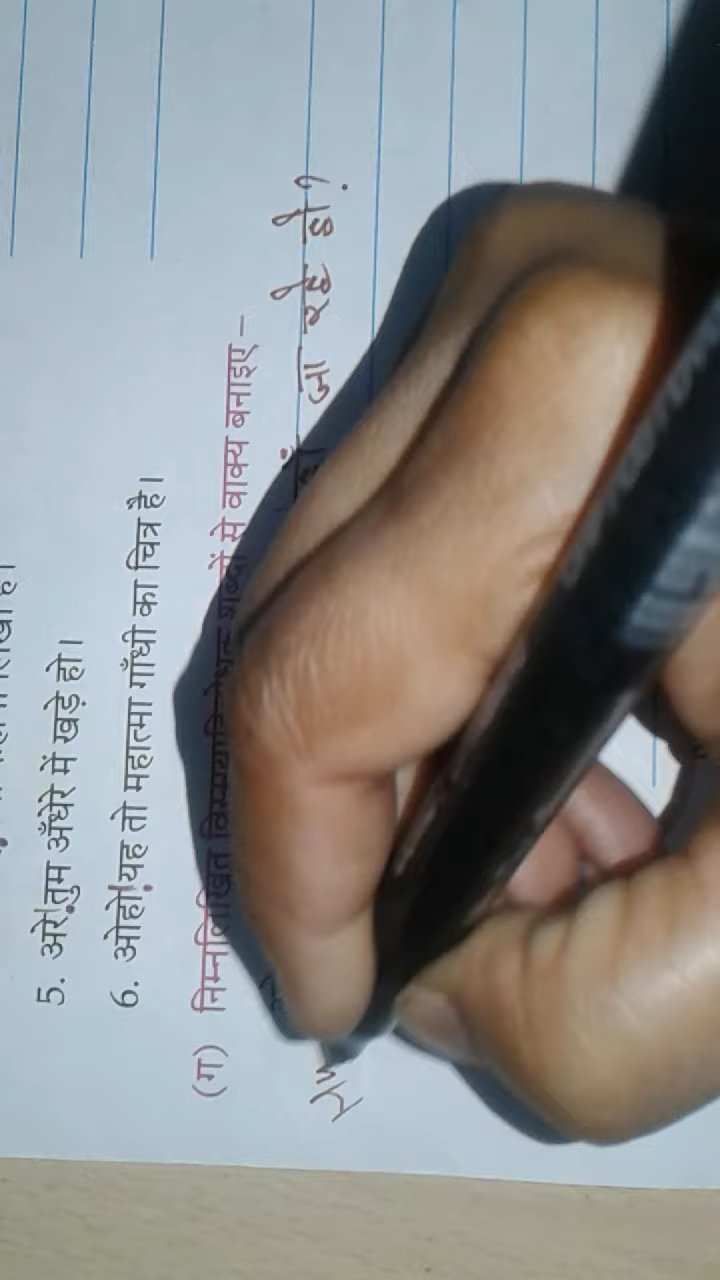 5. अरे!तुम अँधेरे में खड़े हो।
6. ओहो!यह तो महात्मा गाँधी का चित्र है।
(ग) निम्नलिखित विस्मयादिबोधक शब्दों से वाक्य बनाइए –
जा रहे हो?